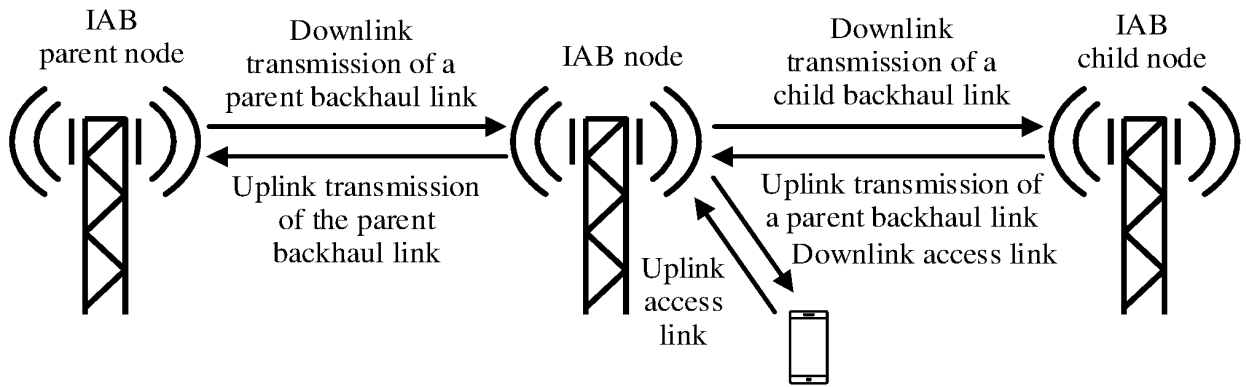 IAB
parent node
Downlink
transmission of a
parent backhaul link
IAB node
Downlink
transmission of a
child backhaul link
IAB
child node
Uplink transmission
of the parent
backhaul link
Uplink transmission of
a parent backhaul link
Downlink access link
Uplink
access
link